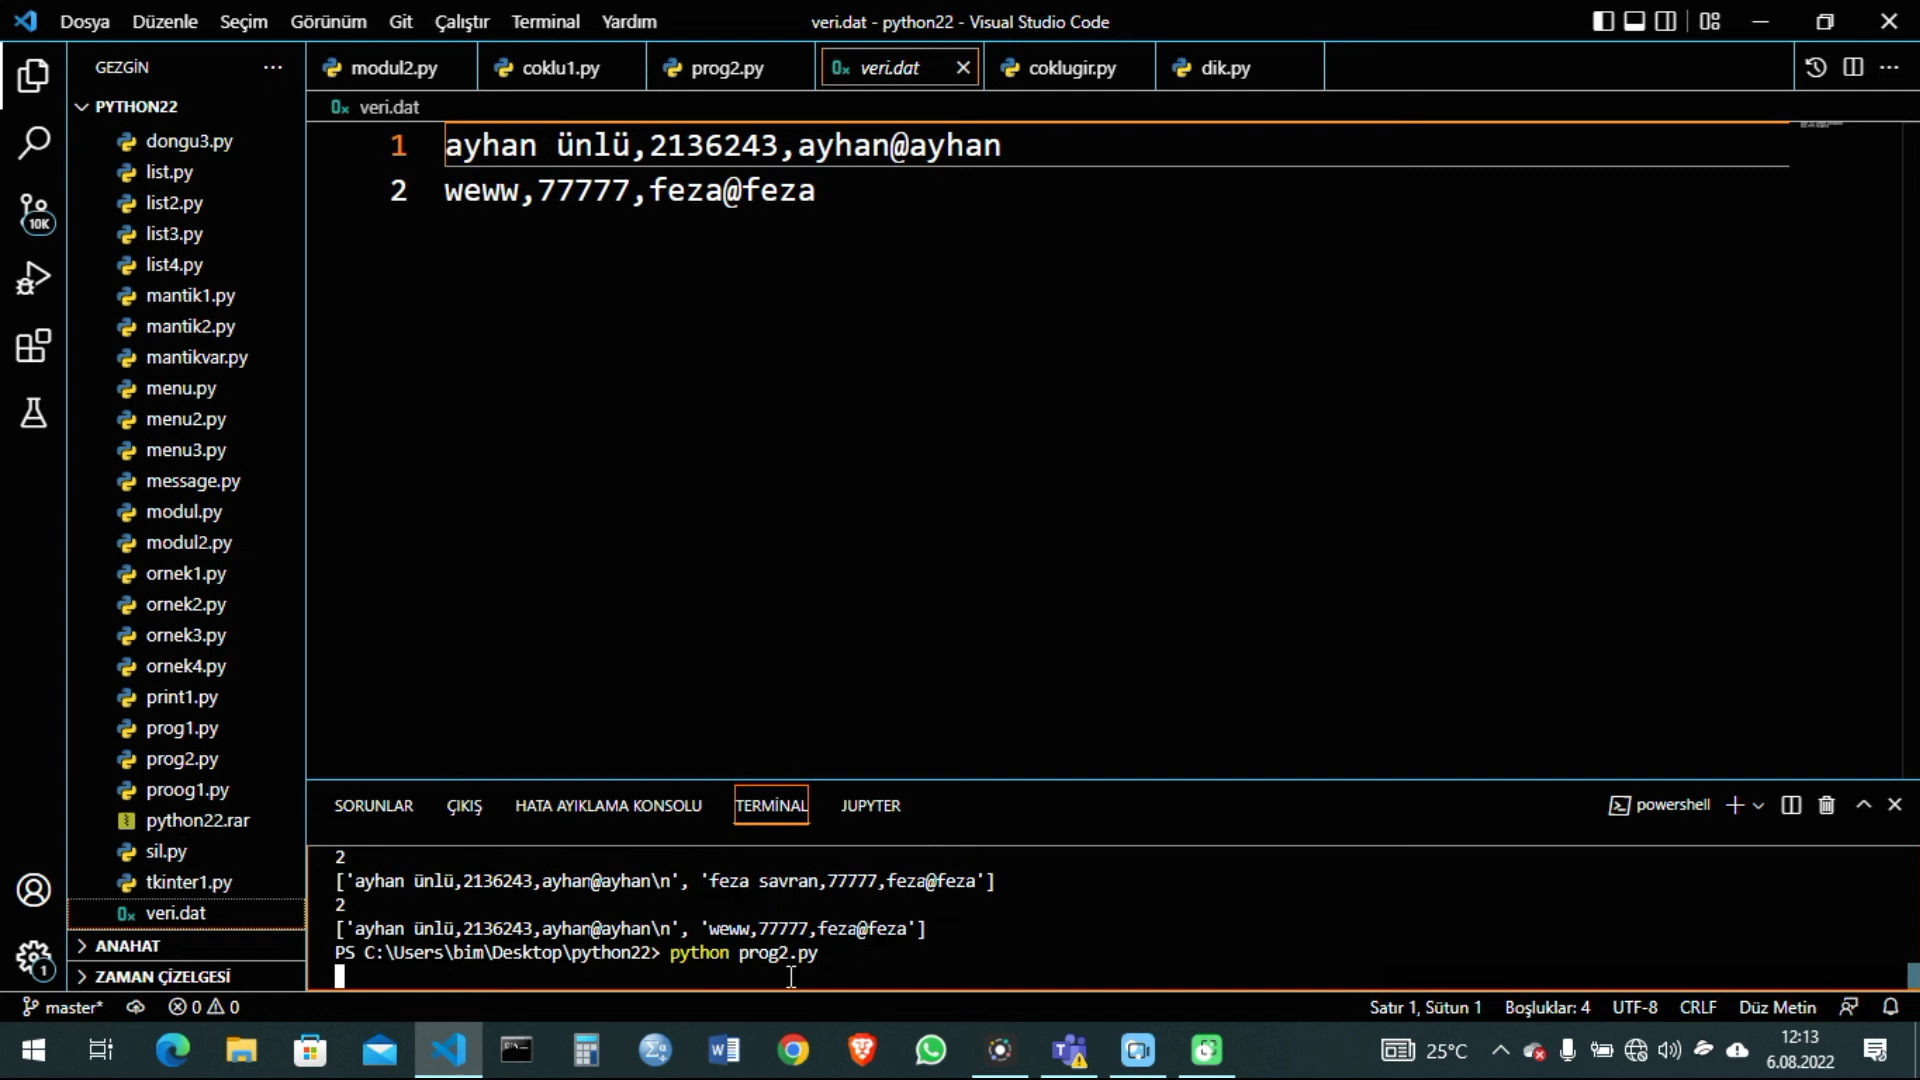 Dosya Düzenle Seçim Görünüm Git Çalıştır Terminal Yardım
veri.dat - python22 - Visual Studio Code
GEZGİN
modul2.py
coklu1.py
prog2.py
veri.dat
coklugir.py
dik.py
PYTHON22
veri.dat
dongu3.py
list.py
list2.py
list3.py
list4.py
mantik1.py
mantik2.py
mantikvar.py
menu.py
menu2.py
menu3.py
message.py
modul.py
modul2.py
ornek1.py
ornek2.py
ornek3.py
ornek4.py
print1.py
prog1.py
prog2.py
proog1.py
python22.rar
sil.py
tkinter1.py
veri.dat
ANAHAT
ZAMAN ÇİZELGESİ
10K
1
1 ayhan ünlü,2136243,ayhan@ayhan
2 weww,77777,feza@feza
SORUNLAR ÇIKIŞ HATA AYIKLAMA KONSOLU TERMİNAL JUPYTER
powershell
2
['ayhan ünlü,2136243,ayhan@ayhan\n', 'feza savran,77777,feza@feza']
2
['ayhan ünlü,2136243,ayhan@ayhan\n', 'weww,77777,feza@feza']
PS C:\Users\bim\Desktop\python22> python prog2.py
master* 0 0
Satır 1, Sütun 1 Boşluklar: 4 UTF-8 CRLF Düz Metin
25°C
12:13
6.08.2022